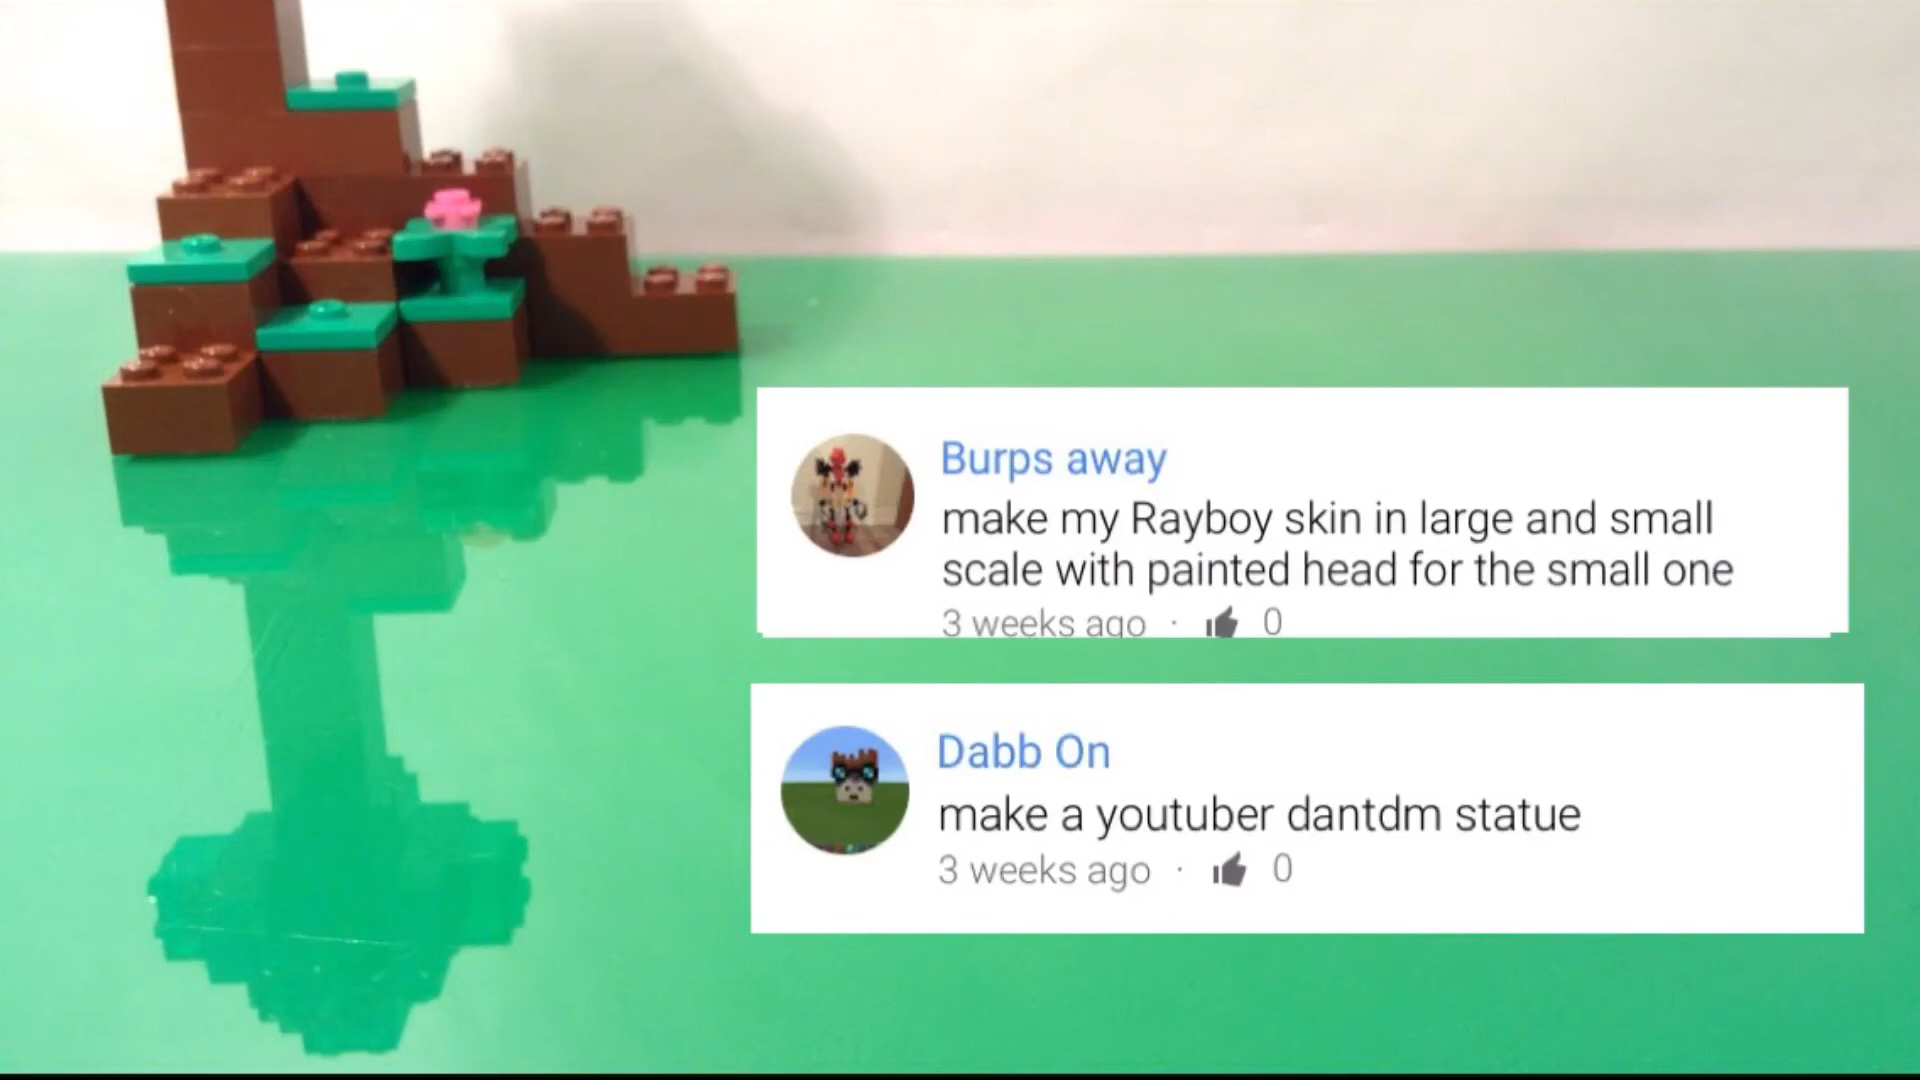 Burps away
make my Rayboy skin in large and small
scale with painted head for the small one
3 weeks ago · 0
Dabb On
make a youtuber dantdm statue
3 weeks ago · 0